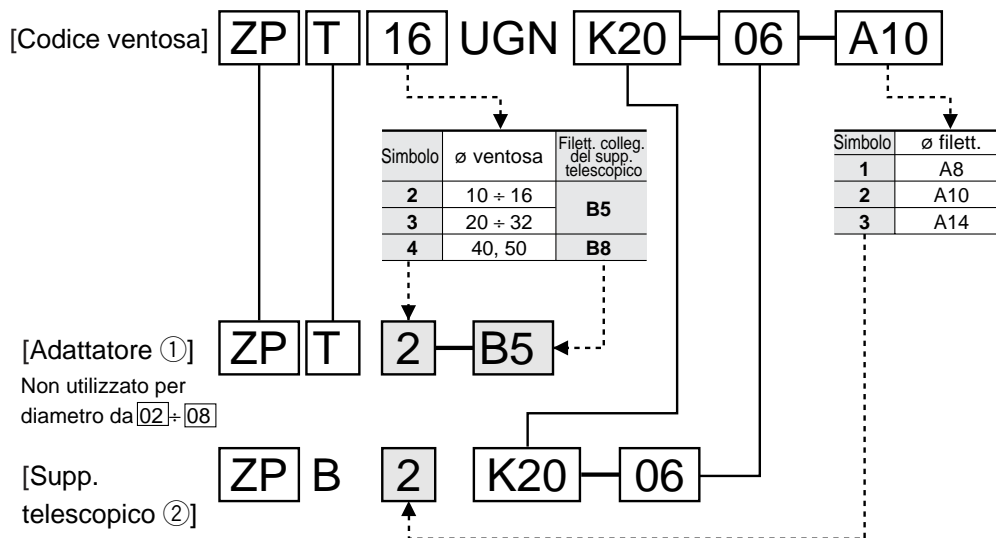 [Codice ventosa] ZP T 16 UGN K20 06 A10
Simbolo ø ventosa Filett. colleg. del supp. telescopico
2 10 ÷ 16 B5
3 20 ÷ 32
4 40, 50 B8
Simbolo ø filett.
1 A8
2 A10
3 A14
[Adattatore ①] ZP T 2 B5
Non utilizzato per
diametro da 02 ÷ 08
[Supp.
telescopico ②] ZP B 2 K20 06